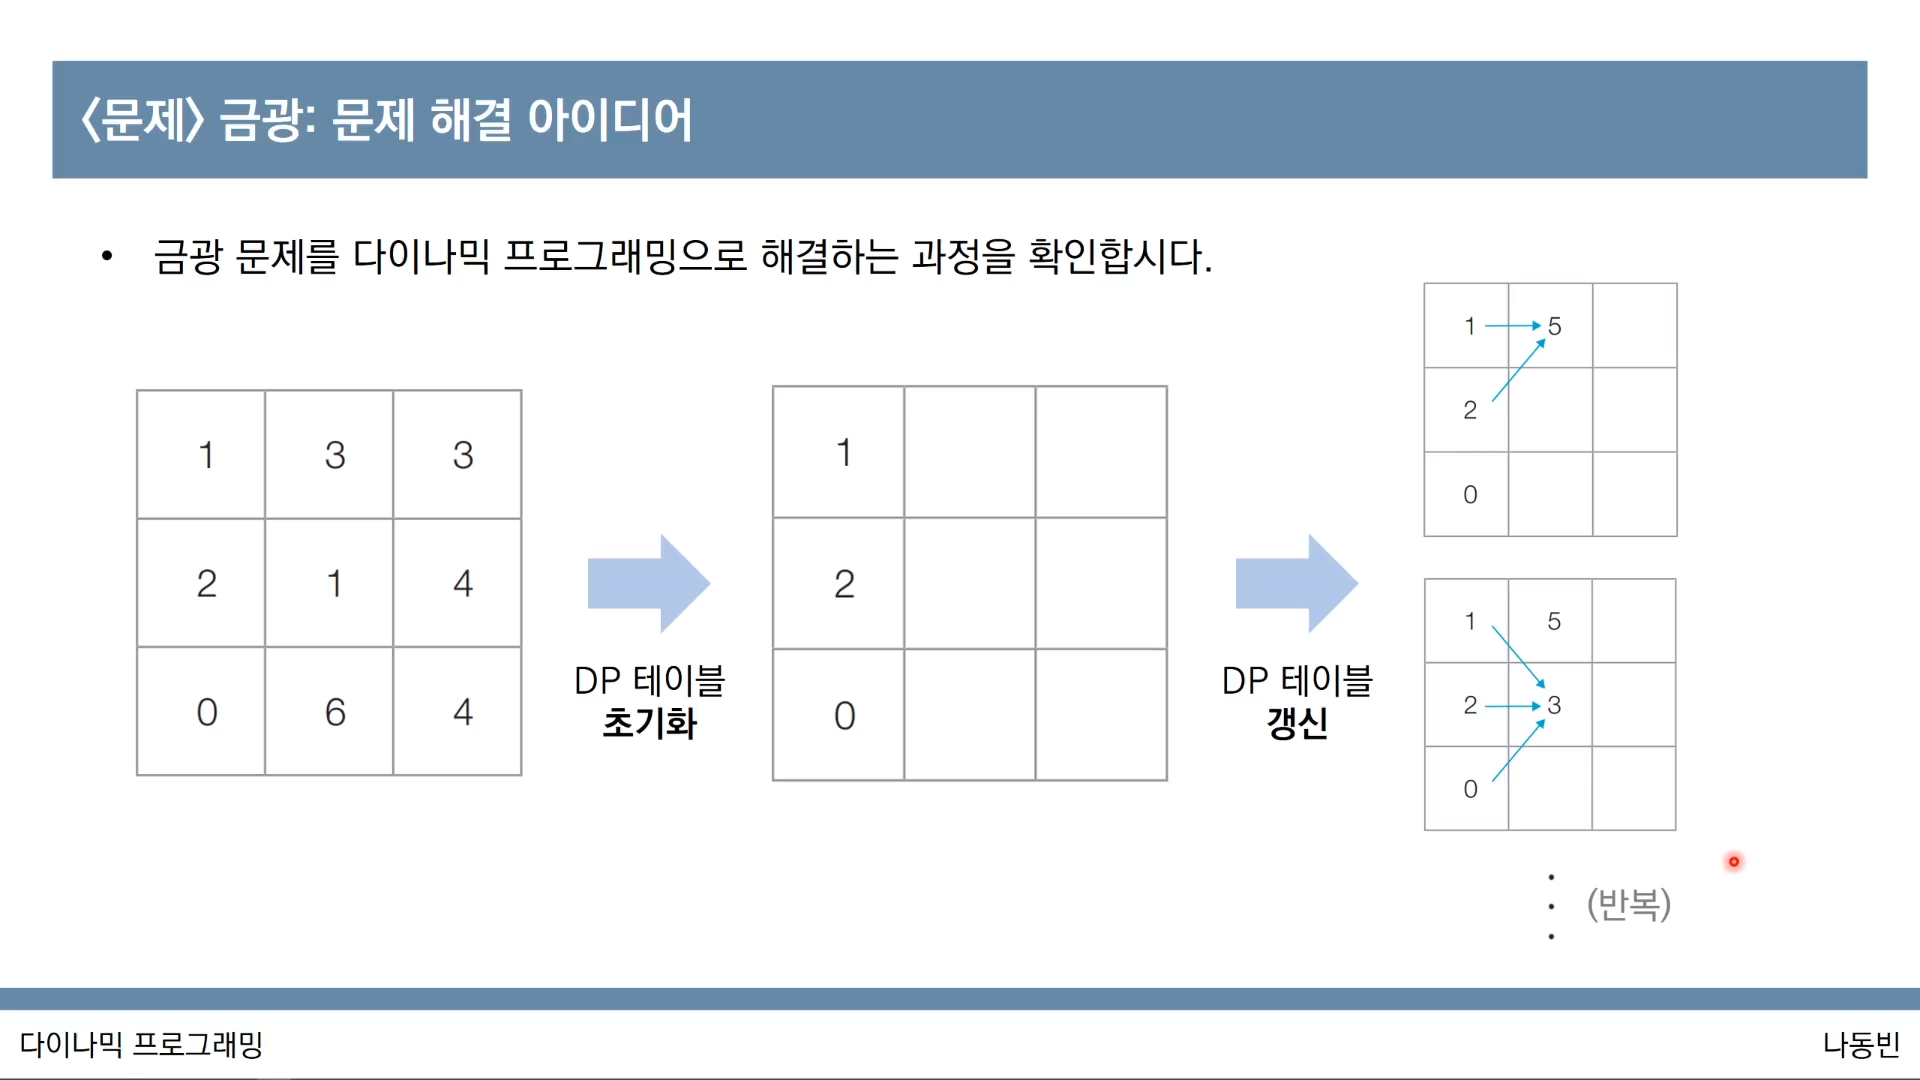 <문제> 금광: 문제 해결 아이디어
• 금광 문제를 다이나믹 프로그래밍으로 해결하는 과정을 확인합시다.
1 3 3
2 1 4
0 6 4
DP 테이블
초기화
1
2
0
DP 테이블
갱신
1 5
2
0
1 5
2 3
0
(반복)
다이나믹 프로그래밍
나동빈